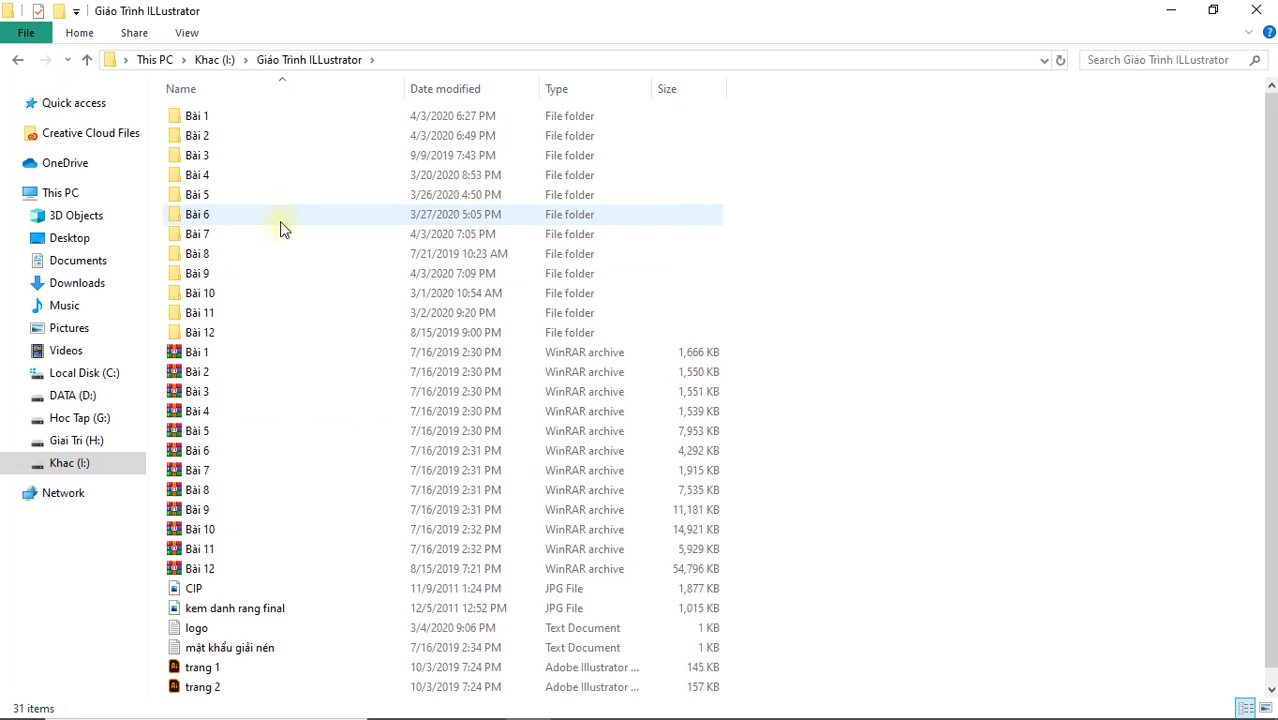 Giáo Trình ILLustrator
File Home Share View
This PC Khac (I:) Giáo Trình ILLustrator
Search Giáo Trình ILLustrator
Quick access
Creative Cloud Files
OneDrive
This PC
3D Objects
Desktop
Documents
Downloads
Music
Pictures
Videos
Local Disk (C:)
DATA (D:)
Hoc Tap (G:)
Giai Tri (H:)
Khac (I:)
Network
Name Date modified Type Size
Bài 1 4/3/2020 6:27 PM File folder
Bài 2 4/3/2020 6:49 PM File folder
Bài 3 9/9/2019 7:43 PM File folder
Bài 4 3/20/2020 8:53 PM File folder
Bài 5 3/26/2020 4:50 PM File folder
Bài 6 3/27/2020 5:05 PM File folder
Bài 7 4/3/2020 7:05 PM File folder
Bài 8 7/21/2019 10:23 AM File folder
Bài 9 4/3/2020 7:09 PM File folder
Bài 10 3/1/2020 10:54 AM File folder
Bài 11 3/2/2020 9:20 PM File folder
Bài 12 8/15/2019 9:00 PM File folder
Bài 1 7/16/2019 2:30 PM WinRAR archive 1,666 KB
Bài 2 7/16/2019 2:30 PM WinRAR archive 1,550 KB
Bài 3 7/16/2019 2:30 PM WinRAR archive 1,551 KB
Bài 4 7/16/2019 2:30 PM WinRAR archive 1,539 KB
Bài 5 7/16/2019 2:30 PM WinRAR archive 7,953 KB
Bài 6 7/16/2019 2:31 PM WinRAR archive 4,292 KB
Bài 7 7/16/2019 2:31 PM WinRAR archive 1,915 KB
Bài 8 7/16/2019 2:31 PM WinRAR archive 7,535 KB
Bài 9 7/16/2019 2:31 PM WinRAR archive 11,181 KB
Bài 10 7/16/2019 2:32 PM WinRAR archive 14,921 KB
Bài 11 7/16/2019 2:32 PM WinRAR archive 5,929 KB
Bài 12 8/15/2019 7:21 PM WinRAR archive 54,796 KB
CIP 11/9/2011 1:24 PM JPG File 1,877 KB
kem danh rang final 12/5/2011 12:52 PM JPG File 1,015 KB
logo 3/4/2020 9:06 PM Text Document 1 KB
mật khẩu giải nén 7/16/2019 2:34 PM Text Document 1 KB
trang 1 10/3/2019 7:24 PM Adobe Illustrator ... 145 KB
trang 2 10/3/2019 7:24 PM Adobe Illustrator ... 157 KB
31 items